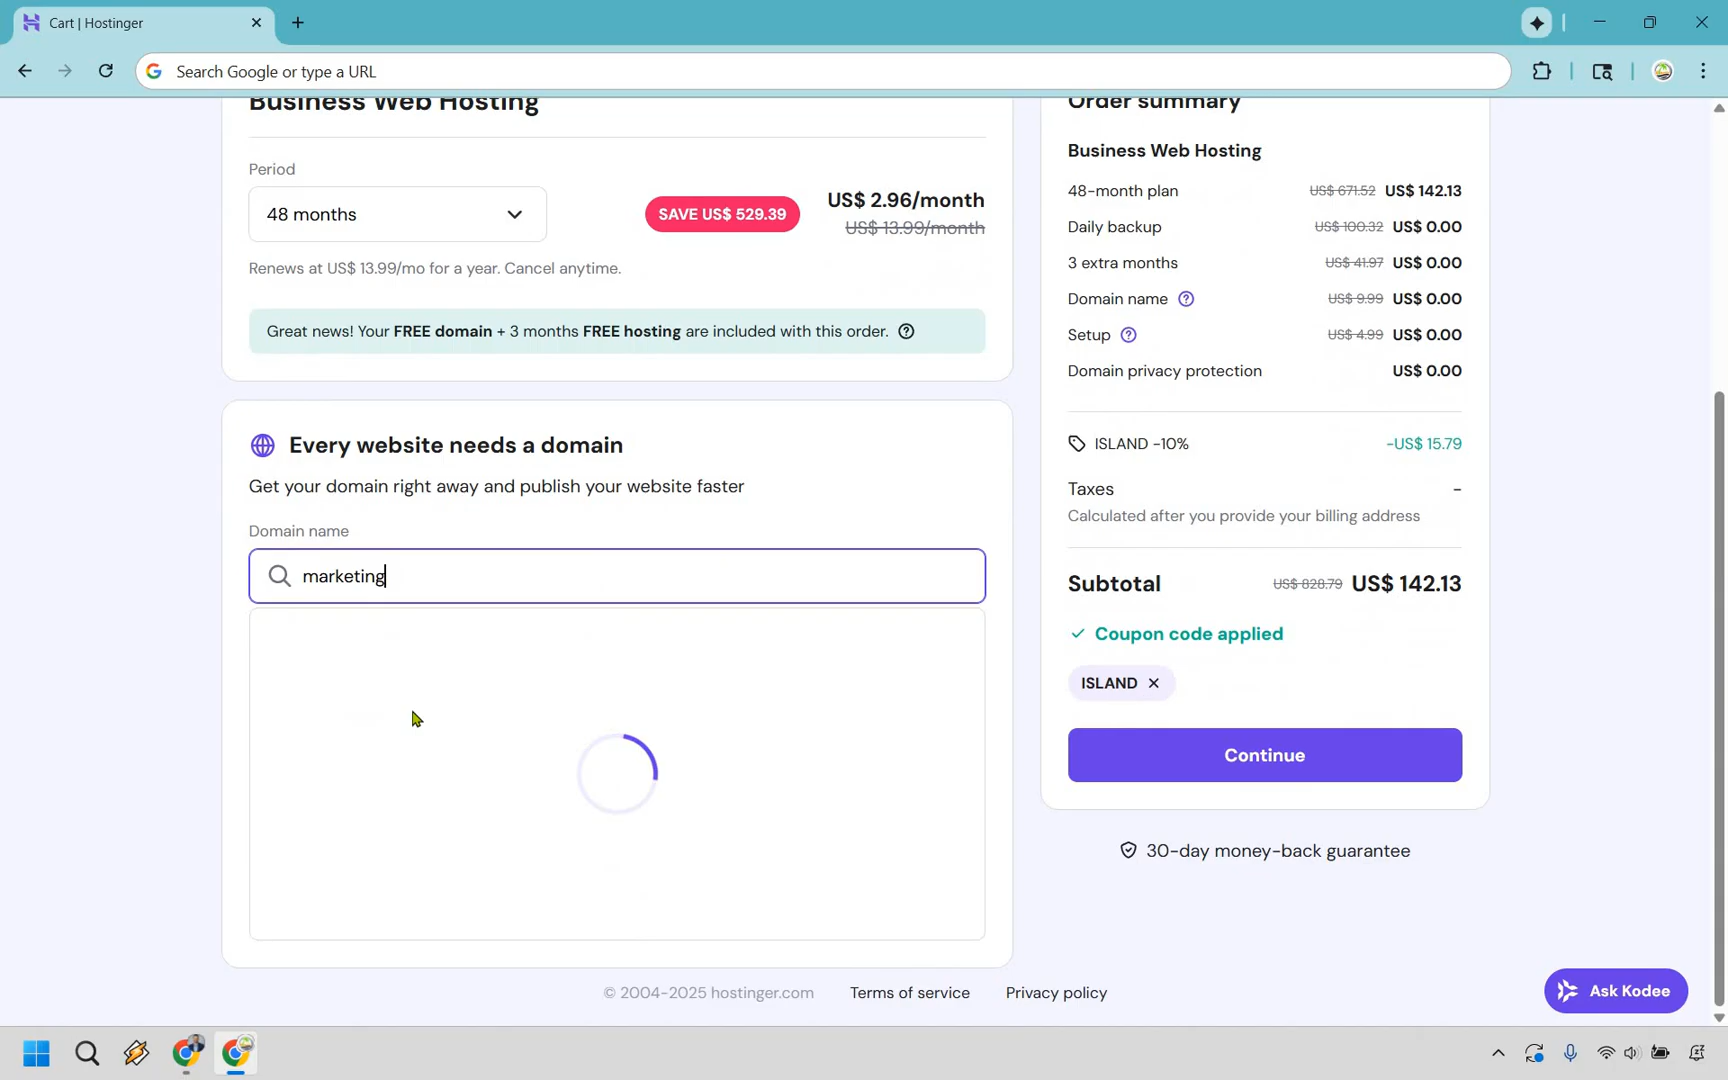 Cart | Hostinger
Search Google or type a URL
Business Web Hosting
Period
48 months
SAVE US$ 529.39
US$ 2.96/month
US$ 13.99/month
Renews at US$ 13.99/mo for a year. Cancel anytime.
Great news! Your FREE domain + 3 months FREE hosting are included with this order.
Every website needs a domain
Get your domain right away and publish your website faster
Domain name
marketing
Order summary
Business Web Hosting
48-month plan US$ 671.52 US$ 142.13
Daily backup US$ 100.32 US$ 0.00
3 extra months US$ 41.97 US$ 0.00
Domain name US$ 9.99 US$ 0.00
Setup US$ 4.99 US$ 0.00
Domain privacy protection US$ 0.00
ISLAND -10% -US$ 15.79
Taxes -
Calculated after you provide your billing address
Subtotal US$ 828.79 US$ 142.13
Coupon code applied
ISLAND
Continue
30-day money-back guarantee
© 2004-2025 hostinger.com Terms of service Privacy policy
Ask Kodee